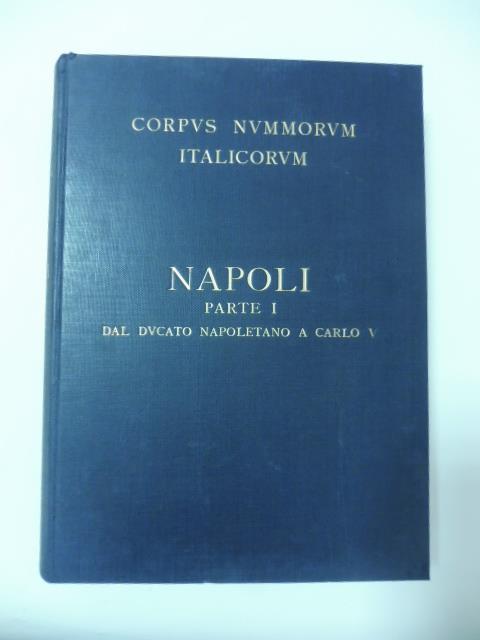 CORPVS NVMMORVM
ITALICORVM
NAPOLI
PARTE I
DAL DVCATO NAPOLETANO A CARLO V